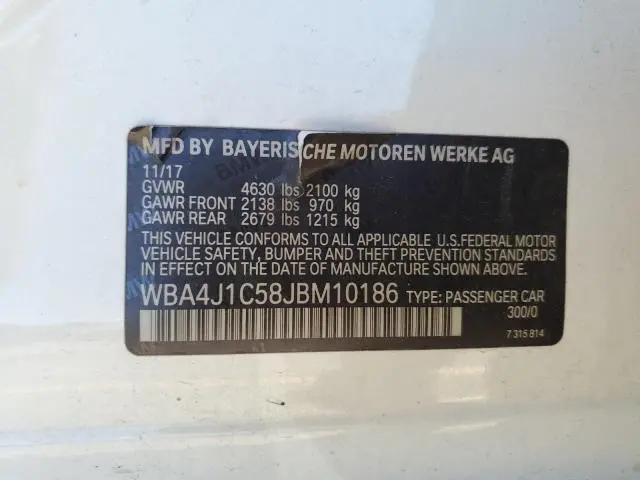 MFD BY BAYERISCHE MOTOREN WERKE AG
11/17
GVWR 4630 lbs 2100 kg
GAWR FRONT 2138 lbs 970 kg
GAWR REAR 2679 lbs 1215 kg
THIS VEHICLE CONFORMS TO ALL APPLICABLE U.S.FEDERAL MOTOR
VEHICLE SAFETY, BUMPER AND THEFT PREVENTION STANDARDS
IN EFFECT ON THE DATE OF MANUFACTURE SHOWN ABOVE.
WBA4J1C58JBM10186 TYPE: PASSENGER CAR
300/0
7 315 814